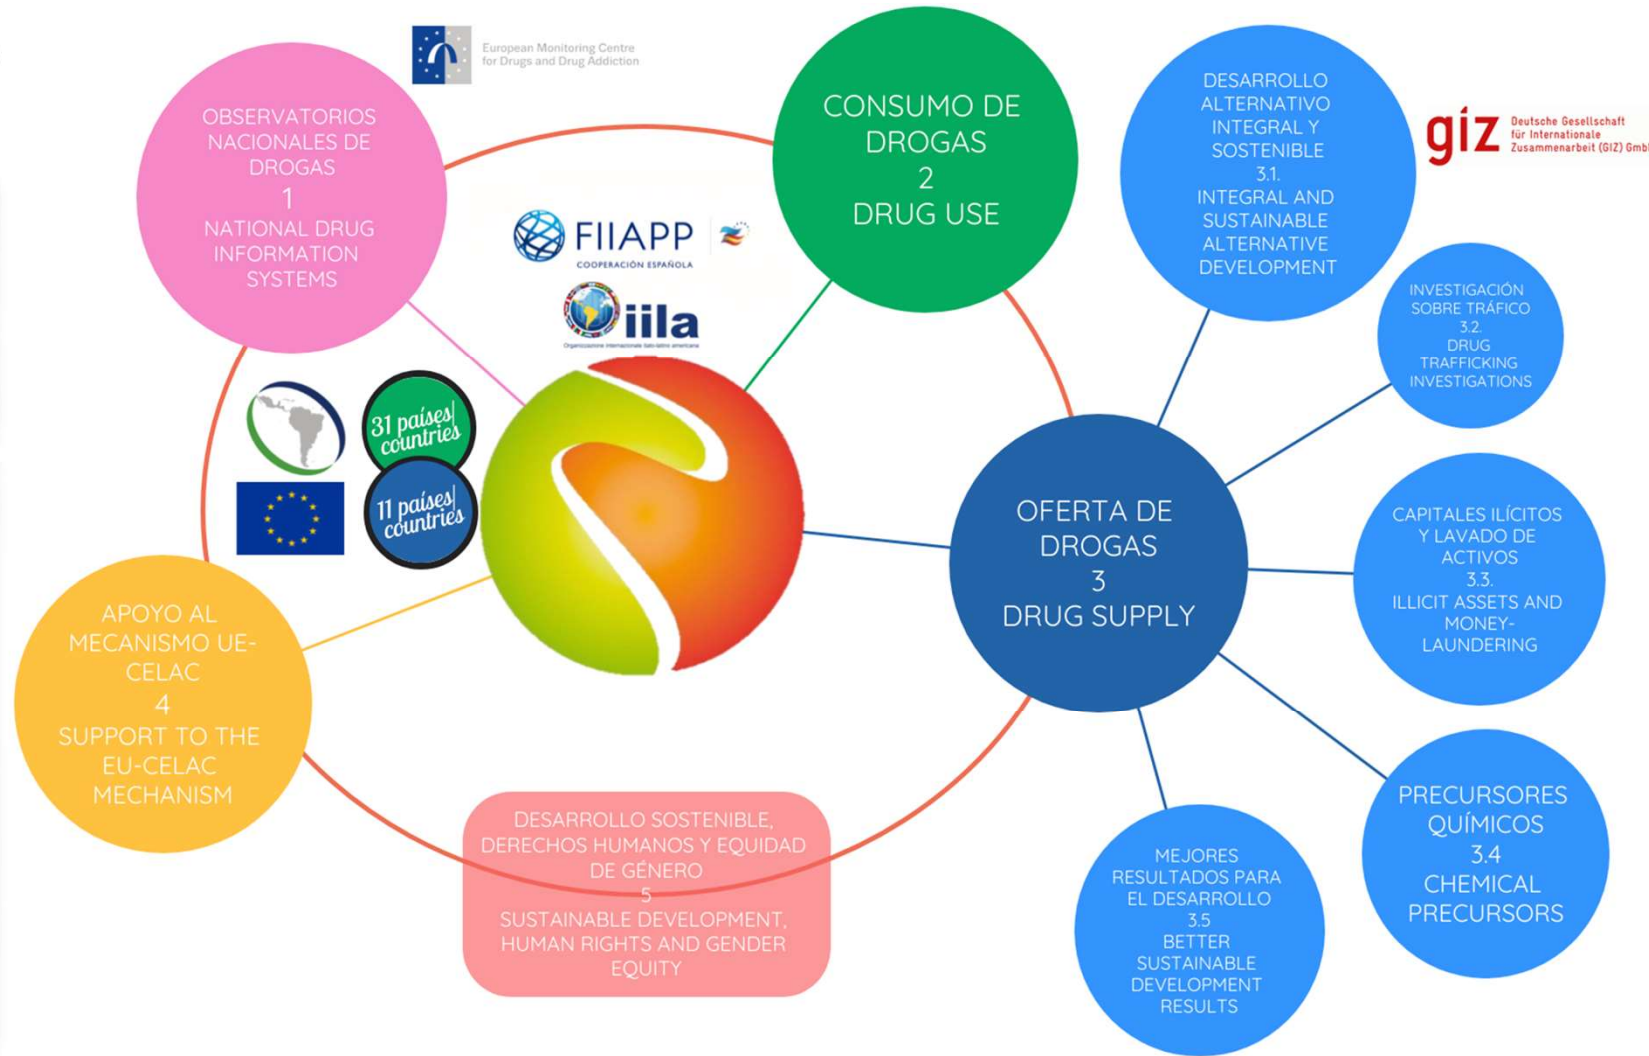 European Monitoring Centre
for Drugs and Drug Addiction
OBSERVATORIOS
NACIONALES DE
DROGAS
1
NATIONAL DRUG
INFORMATION
SYSTEMS
CONSUMO DE
DROGAS
2
DRUG USE
DESARROLLO
ALTERNATIVO
INTEGRAL Y
SOSTENIBLE
3.1.
INTEGRAL AND
SUSTAINABLE
ALTERNATIVE
DEVELOPMENT
giz
Deutsche Gesellschaft
für Internationale
Zusammenarbeit (GIZ) Gmb
FIIAPP
COOPERACIÓN ESPAÑOLA
iila
Organizzazione internazionale italo-latino americana
INVESTIGACIÓN
SOBRE TRÁFICO
3.2.
DRUG
TRAFFICKING
INVESTIGATIONS
31 países|
countries
11 países|
countries
OFERTA DE
DROGAS
3
DRUG SUPPLY
CAPITALES ILÍCITOS
Y LAVADO DE
ACTIVOS
3.3.
ILLICIT ASSETS AND
MONEY-
LAUNDERING
APOYO AL
MECANISMO UE-
CELAC
4
SUPPORT TO THE
EU-CELAC
MECHANISM
DESARROLLO SOSTENIBLE,
DERECHOS HUMANOS Y EQUIDAD
DE GÉNERO
5
SUSTAINABLE DEVELOPMENT,
HUMAN RIGHTS AND GENDER
EQUITY
PRECURSORES
QUÍMICOS
3.4
CHEMICAL
PRECURSORS
MEJORES
RESULTADOS PARA
EL DESARROLLO
3.5
BETTER
SUSTAINABLE
DEVELOPMENT
RESULTS